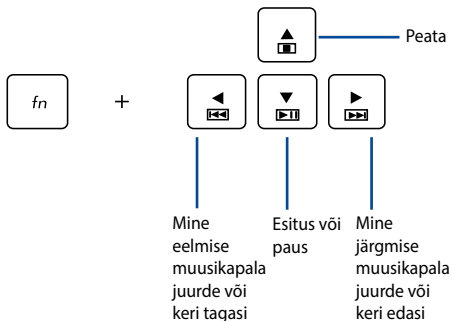 Peata
fn
+
Mine
eelmise
muusikapala
juurde või
keri tagasi
Esitus või
paus
Mine
järgmise
muusikapala
juurde või
keri edasi